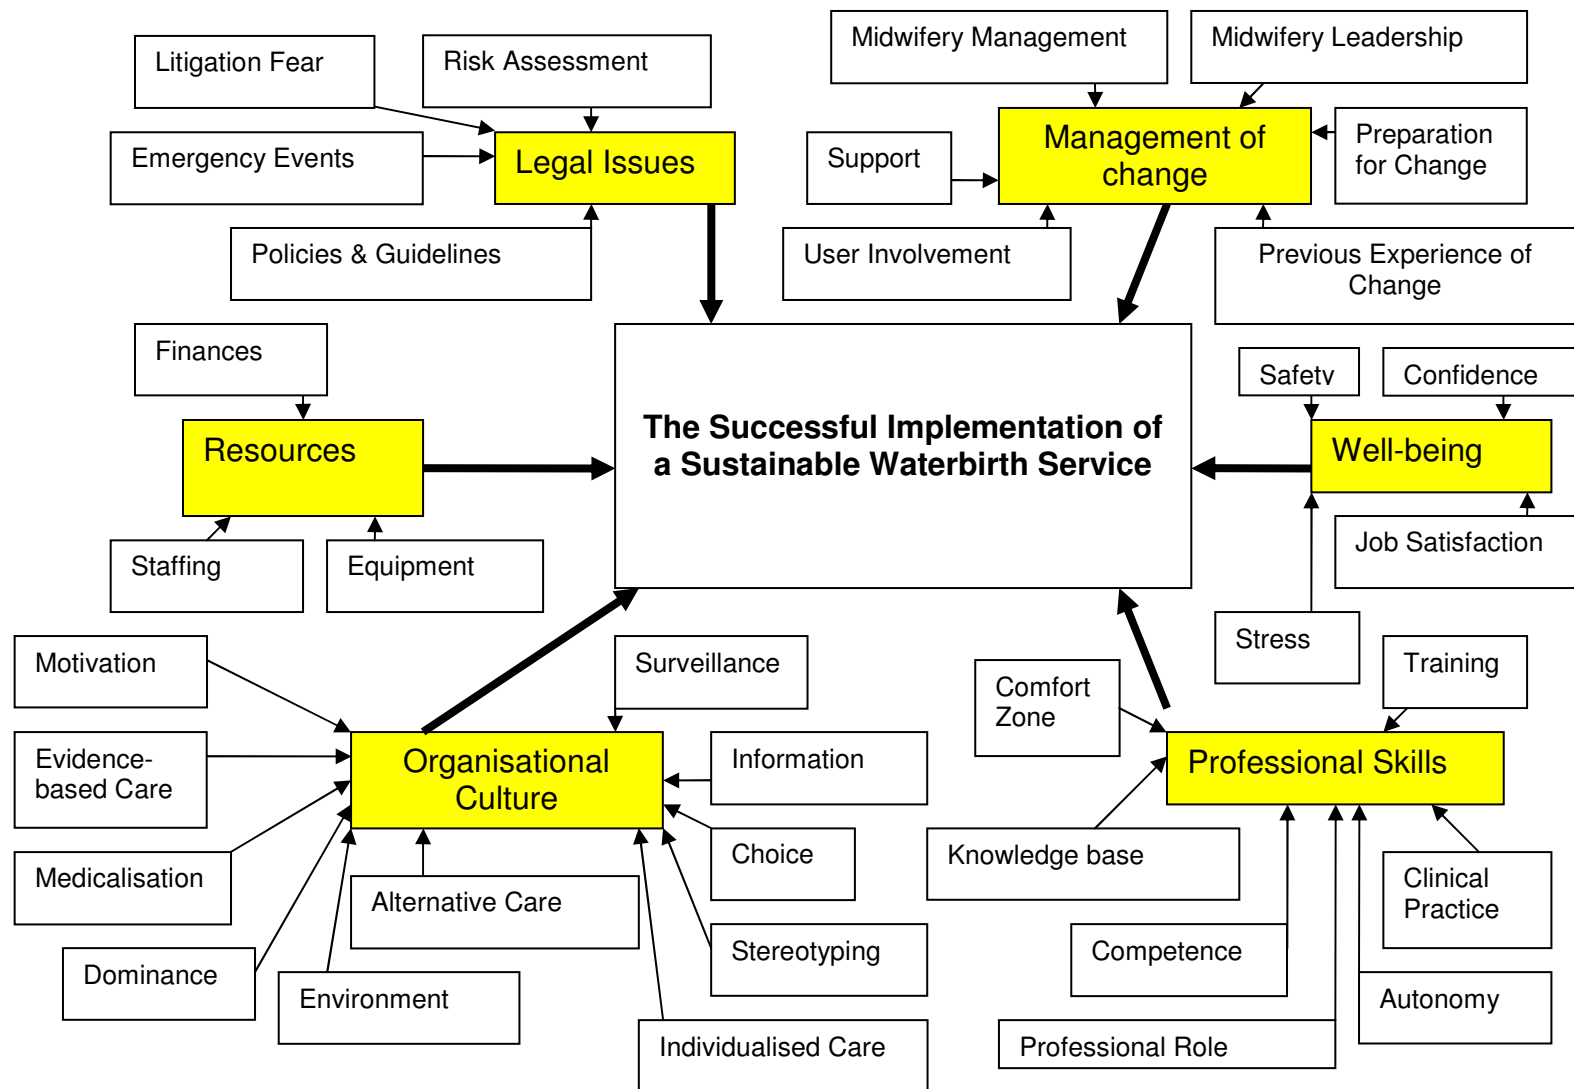 Litigation Fear
Risk Assessment
Midwifery Management
Midwifery Leadership
Emergency Events
Legal Issues
Support
Management of
change
Preparation
for Change
Policies & Guidelines
User Involvement
Previous Experience of
Change
Finances
Safety
Confidence
Resources
The Successful Implementation of
a Sustainable Waterbirth Service
Well-being
Staffing
Equipment
Job Satisfaction
Motivation
Surveillance
Stress
Training
Comfort
Zone
Evidence-
based Care
Organisational
Culture
Information
Professional Skills
Medicalisation
Alternative Care
Choice
Knowledge base
Clinical
Practice
Dominance
Environment
Stereotyping
Competence
Autonomy
Individualised Care
Professional Role